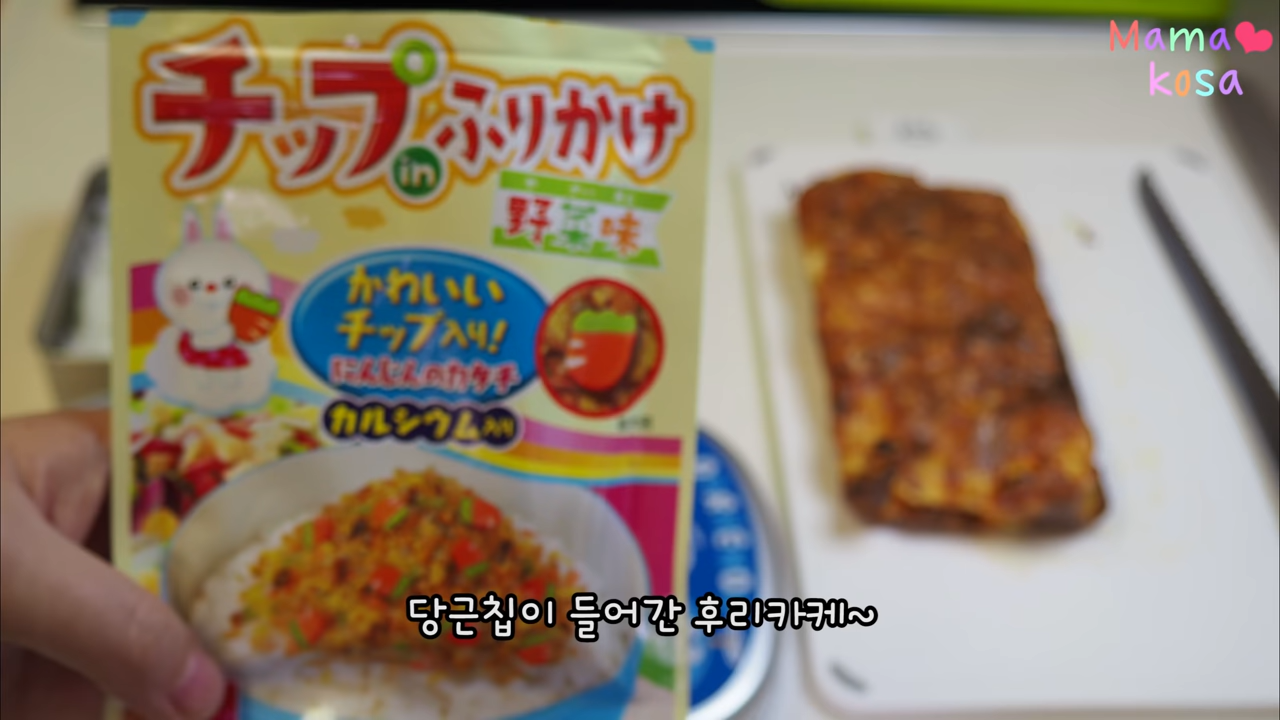 Mama
kosa
チップ
in
ふりかけ
野菜味
かわいい
チップ入り!
にんじんのカタチ
カルシウム入り
당근칩이 들어간 후리카케~